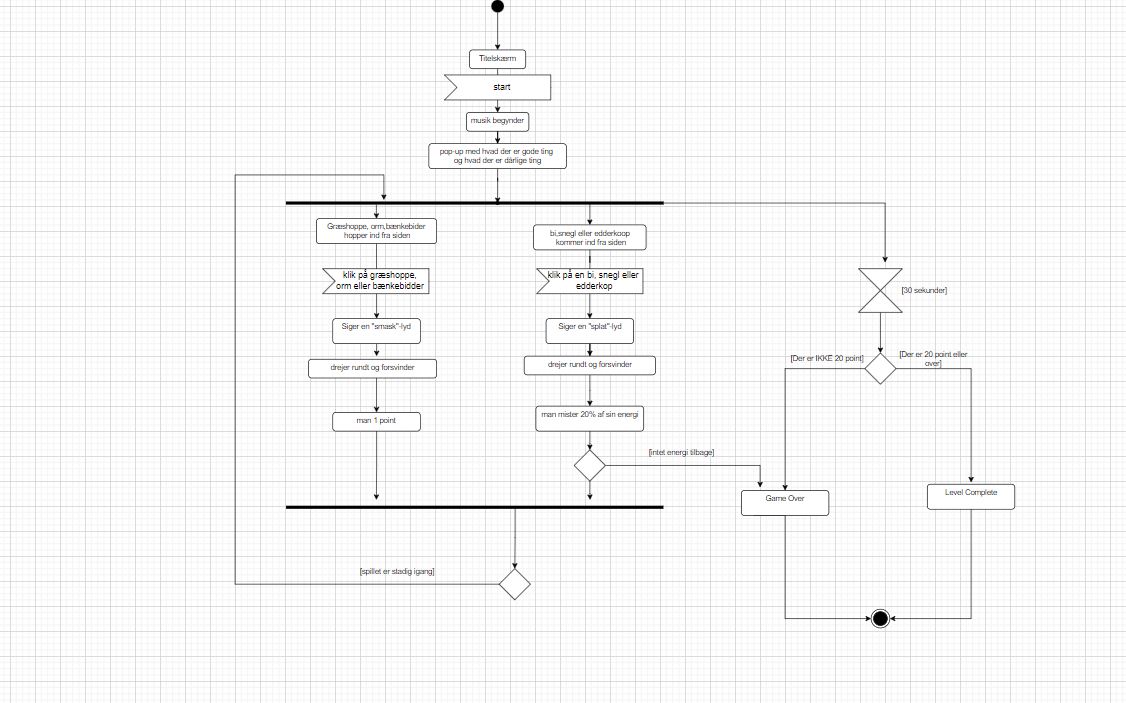 Titelskærm
start
musik begynder
pop-up med hvad der er gode ting
og hvad der er dårlige ting
Græshoppe, orm,bænkebider
hopper ind fra siden
bi,snegl eller edderkoop
kommer ind fra siden
klik på græshoppe,
orm eller bænkebidder
klik på en bi, snegl eller
edderkop
[30 sekunder]
Siger en "smask"-lyd
Siger en "splat"-lyd
[Der er IKKE 20 point]
[Der er 20 point eller
over]
drejer rundt og forsvinder
drejer rundt og forsvinder
man 1 point
man mister 20% af sin energi
[intet energi tilbage]
Game Over
Level Complete
[spillet er stadig igang]